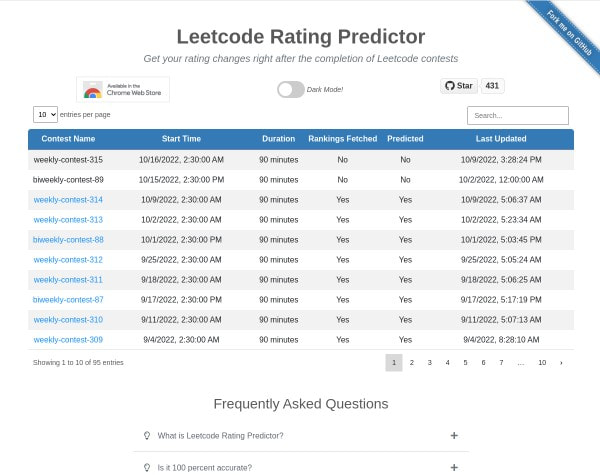 Fork me on GitHub
Leetcode Rating Predictor
Get your rating changes right after the completion of Leetcode contests
Available in the
Chrome Web Store
Dark Mode!
Star 431
10 entries per page Search...
Contest Name Start Time Duration Rankings Fetched Predicted Last Updated
weekly-contest-315 10/16/2022, 2:30:00 AM 90 minutes No No 10/9/2022, 3:28:24 PM
biweekly-contest-89 10/15/2022, 2:30:00 PM 90 minutes No No 10/2/2022, 12:00:00 AM
weekly-contest-314 10/9/2022, 2:30:00 AM 90 minutes Yes Yes 10/9/2022, 5:06:37 AM
weekly-contest-313 10/2/2022, 2:30:00 AM 90 minutes Yes Yes 10/2/2022, 5:23:34 AM
biweekly-contest-88 10/1/2022, 2:30:00 PM 90 minutes Yes Yes 10/1/2022, 5:03:45 PM
weekly-contest-312 9/25/2022, 2:30:00 AM 90 minutes Yes Yes 9/25/2022, 5:05:24 AM
weekly-contest-311 9/18/2022, 2:30:00 AM 90 minutes Yes Yes 9/18/2022, 5:06:25 AM
biweekly-contest-87 9/17/2022, 2:30:00 PM 90 minutes Yes Yes 9/17/2022, 5:17:19 PM
weekly-contest-310 9/11/2022, 2:30:00 AM 90 minutes Yes Yes 9/11/2022, 5:07:13 AM
weekly-contest-309 9/4/2022, 2:30:00 AM 90 minutes Yes Yes 9/4/2022, 8:28:10 AM
Showing 1 to 10 of 95 entries 1 2 3 4 5 6 7 ... 10 ›
Frequently Asked Questions
What is Leetcode Rating Predictor? +
Is it 100 percent accurate? +